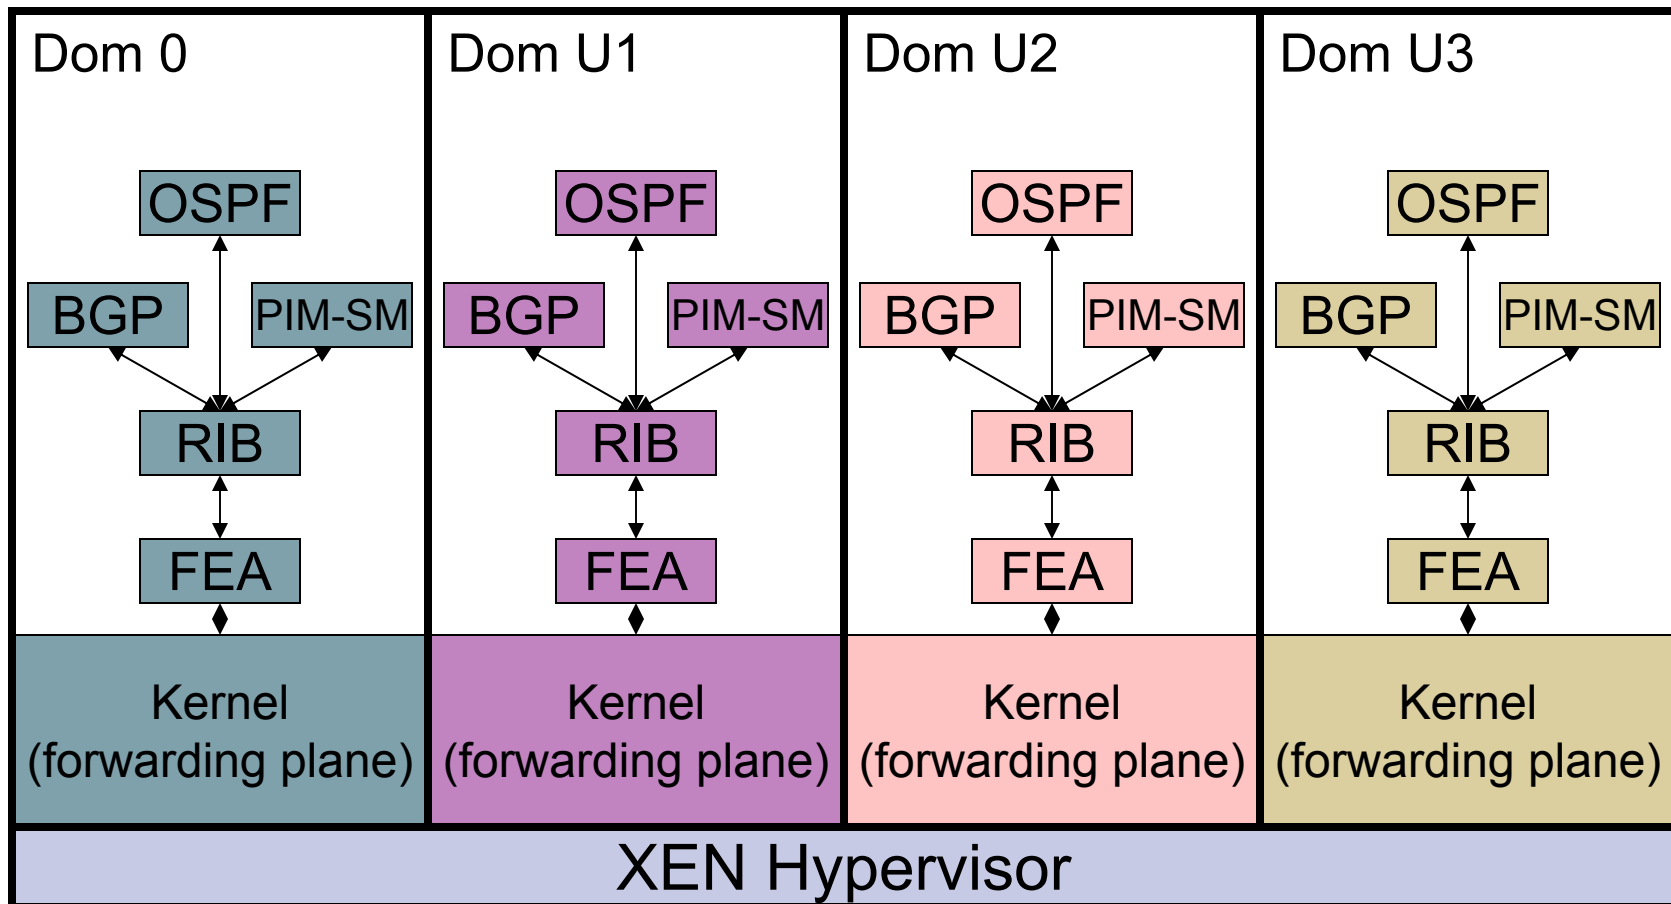 Dom 0
OSPF
BGP
PIM-SM
RIB
FEA
Kernel
(forwarding plane)
Dom U1
OSPF
BGP
PIM-SM
RIB
FEA
Kernel
(forwarding plane)
Dom U2
OSPF
BGP
PIM-SM
RIB
FEA
Kernel
(forwarding plane)
Dom U3
OSPF
BGP
PIM-SM
RIB
FEA
Kernel
(forwarding plane)
XEN Hypervisor